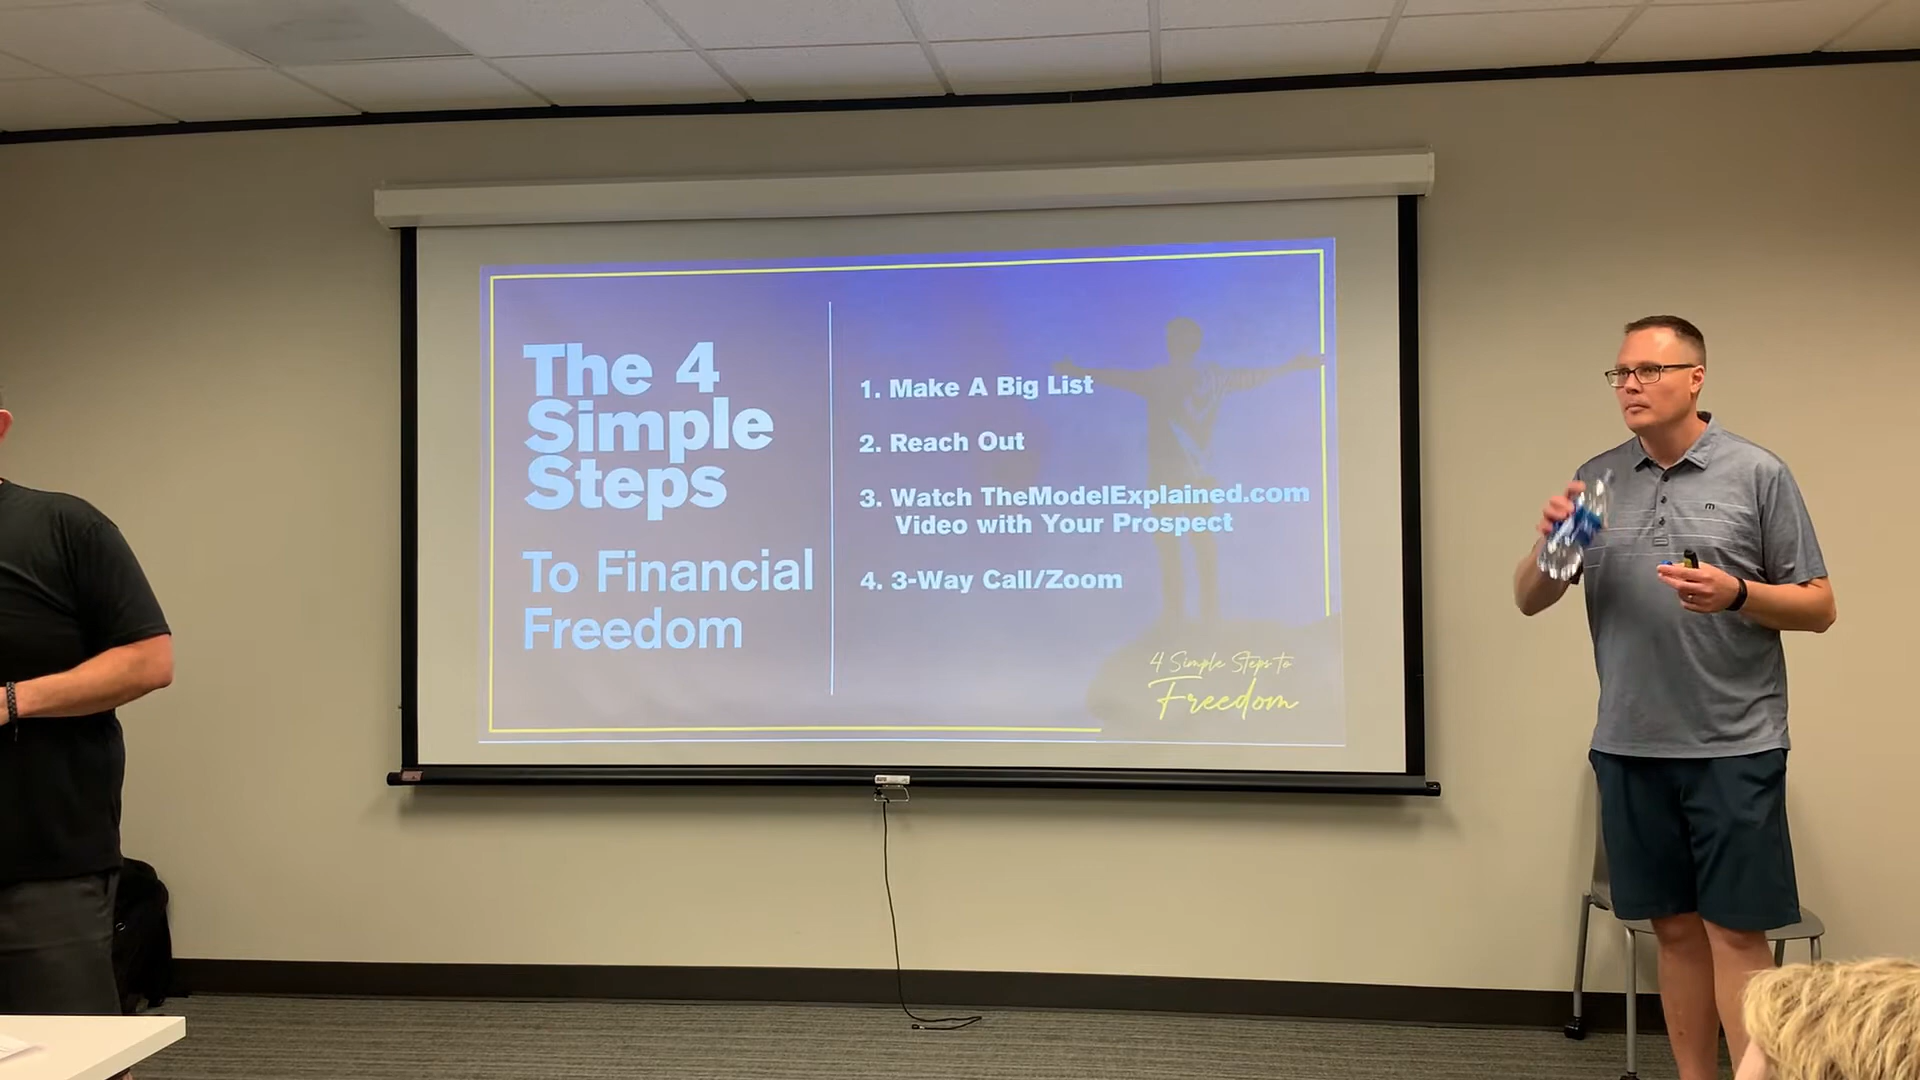 The 4
Simple
Steps
To Financial
Freedom
1. Make A Big List
2. Reach Out
3. Watch TheModelExplained.com
Video with Your Prospect
4. 3-Way Call/Zoom
4 Simple Steps to
Freedom
m